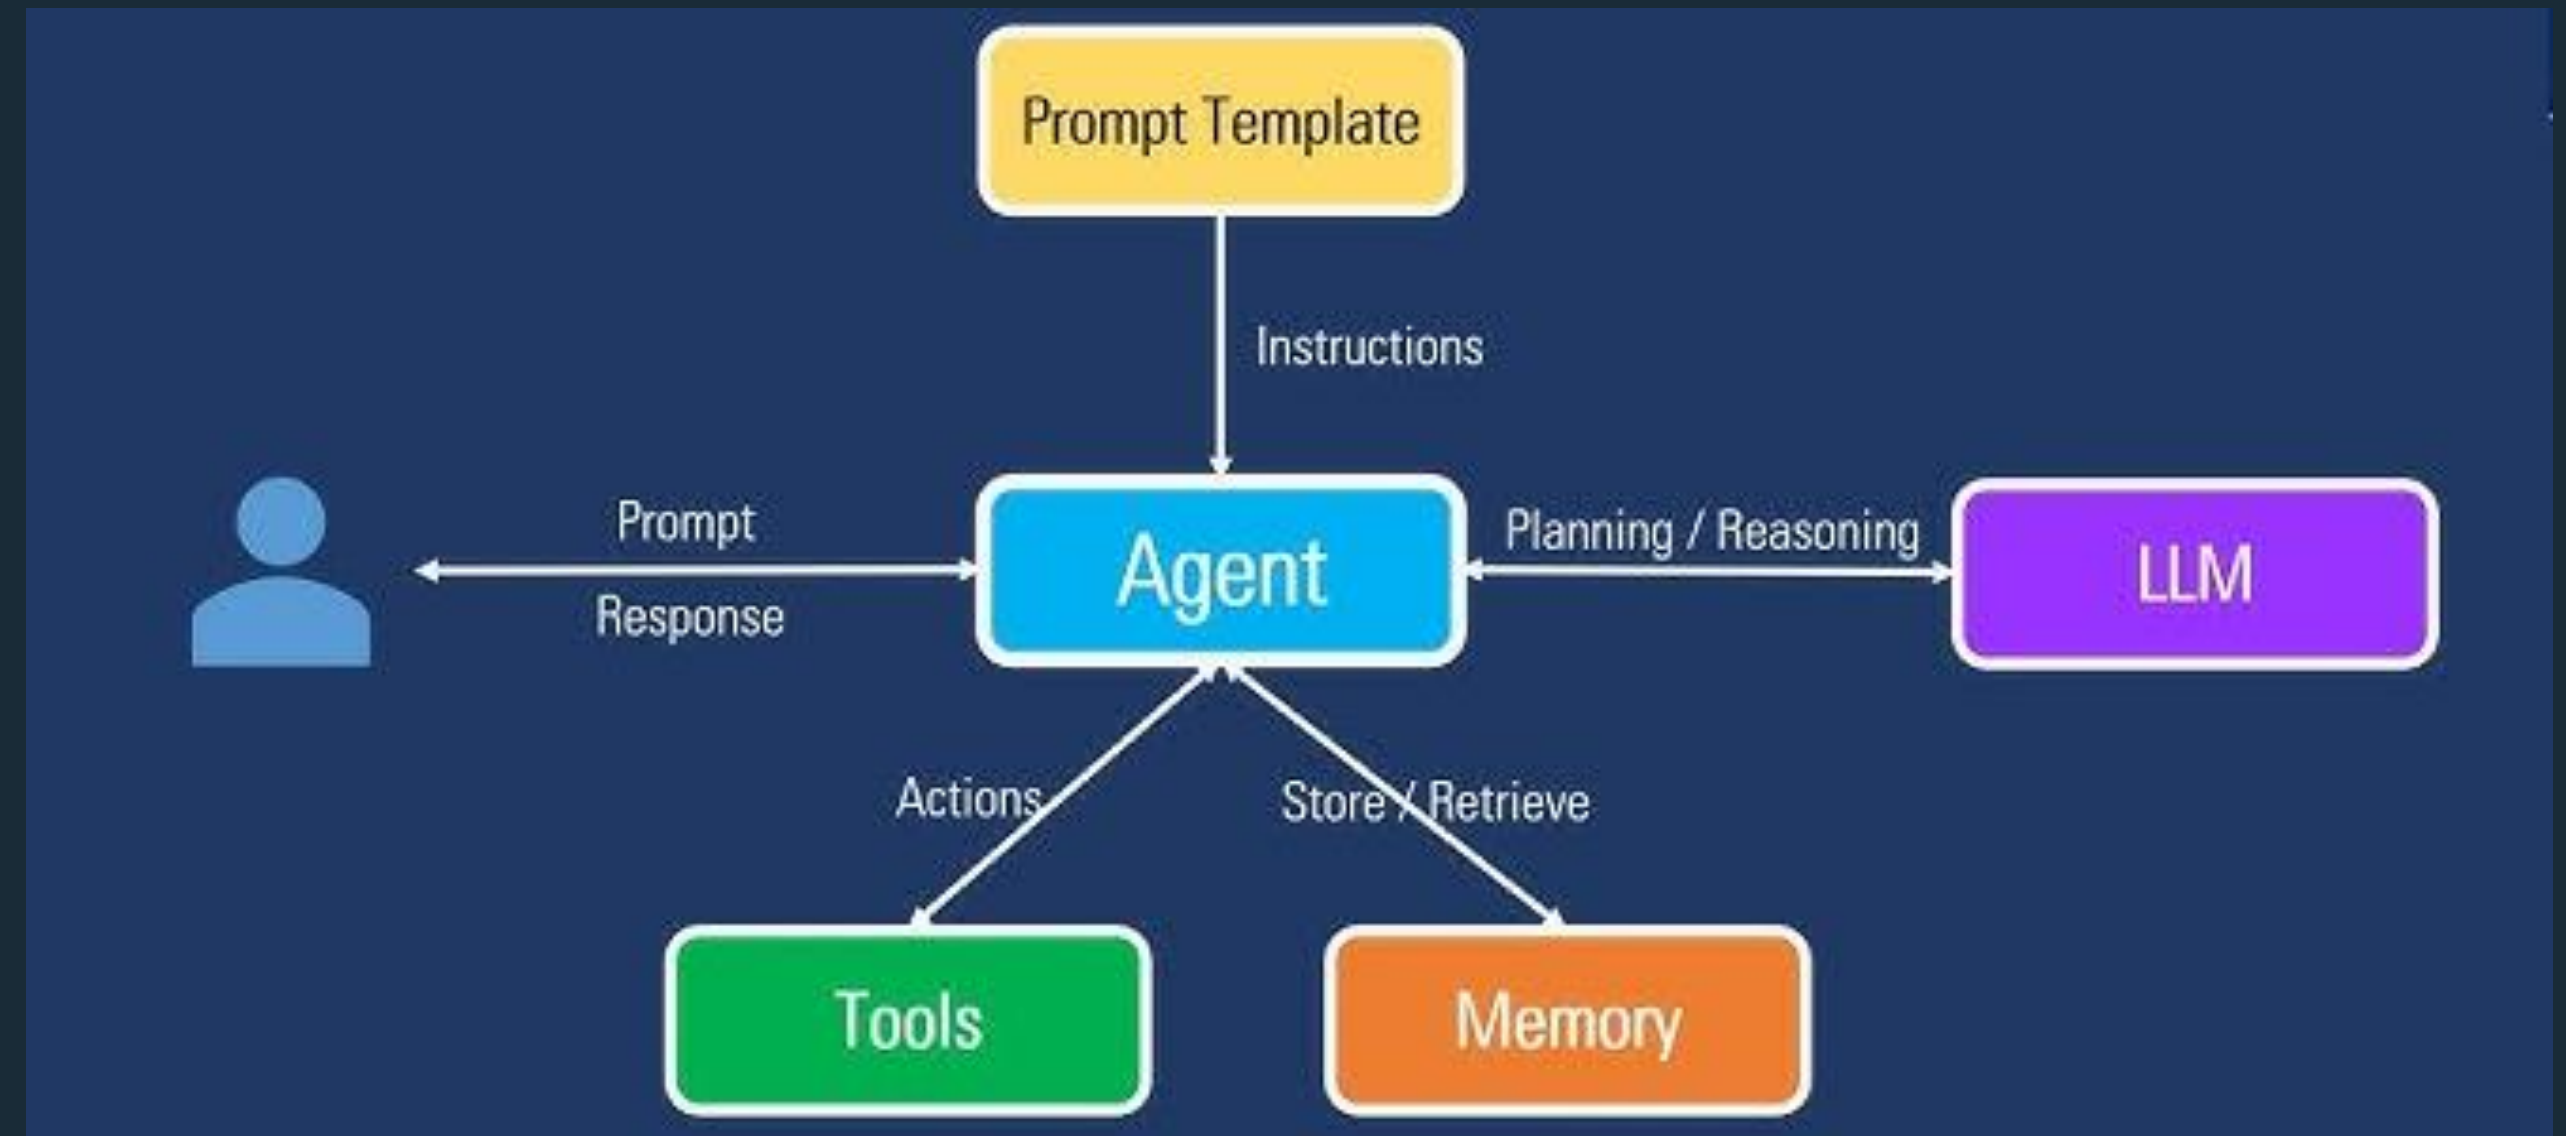 Prompt Template
Instructions
Prompt
Response
Agent
Planning / Reasoning
LLM
Actions
Store / Retrieve
Tools
Memory